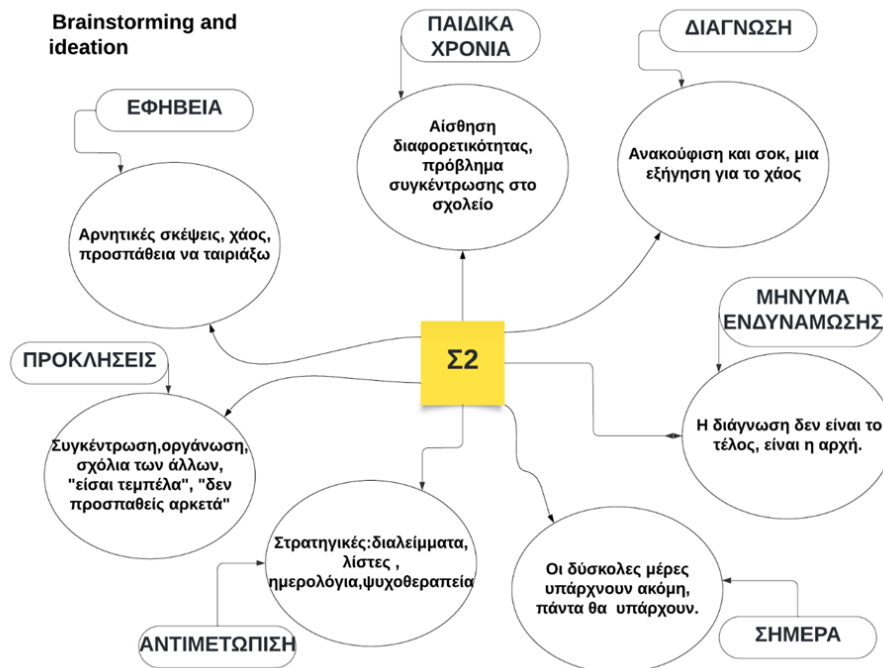 Brainstorming and
ideation
ΠΑΙΔΙΚΑ
ΧΡΟΝΙΑ
ΔΙΑΓΝΩΣΗ
ΕΦΗΒΕΙΑ
Αίσθηση
διαφορετικότητας,
πρόβλημα
συγκέντρωσης στο
σχολείο
Ανακούφιση και σοκ, μια
εξήγηση για το χάος
Αρνητικές σκέψεις, χάος,
προσπάθεια να ταιριάξω
ΜΗΝΥΜΑ
ΕΝΔΥΝΑΜΩΣΗΣ
Σ2
ΠΡΟΚΛΗΣΕΙΣ
Η διάγνωση δεν είναι το
τέλος, είναι η αρχή.
Συγκέντρωση,οργάνωση,
σχόλια των άλλων,
"είσαι τεμπέλα", "δεν
προσπαθείς αρκετά"
Στρατηγικές:διαλείμματα,
λίστες ,
ημερολόγια,ψυχοθεραπεία
Οι δύσκολες μέρες
υπάρχνουν ακόμη,
πάντα θα υπάρχουν.
ΑΝΤΙΜΕΤΩΠΙΣΗ
ΣΗΜΕΡΑ